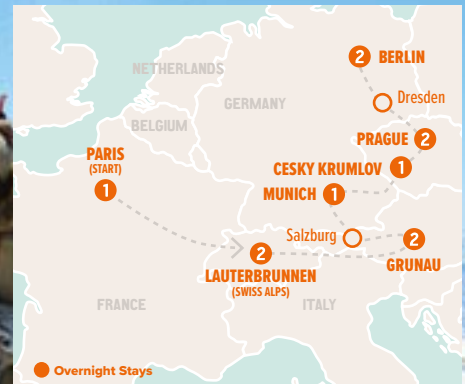 2 BERLIN
NETHERLANDS
Dresden
GERMANY
BELGIUM
PRAGUE 2
PARIS
(START)
1
CESKY KRUMLOV 1
MUNICH 1
Salzburg
2
2
GRUNAU
LAUTERBRUNNEN
(SWISS ALPS)
FRANCE
ITALY
Overnight Stays